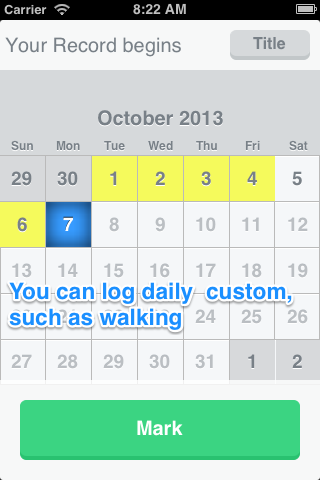 Carrier 8:22 AM
Your Record begins Title
October 2013
Sun Mon Tue Wed Thu Fri Sat
29 30 1 2 3 4 5
6 7 8 9 10 11 12
13 14 15 16 17 18 19
You can log daily custom,
such as walking 24 25 26
27 28 29 30 31 1 2
Mark